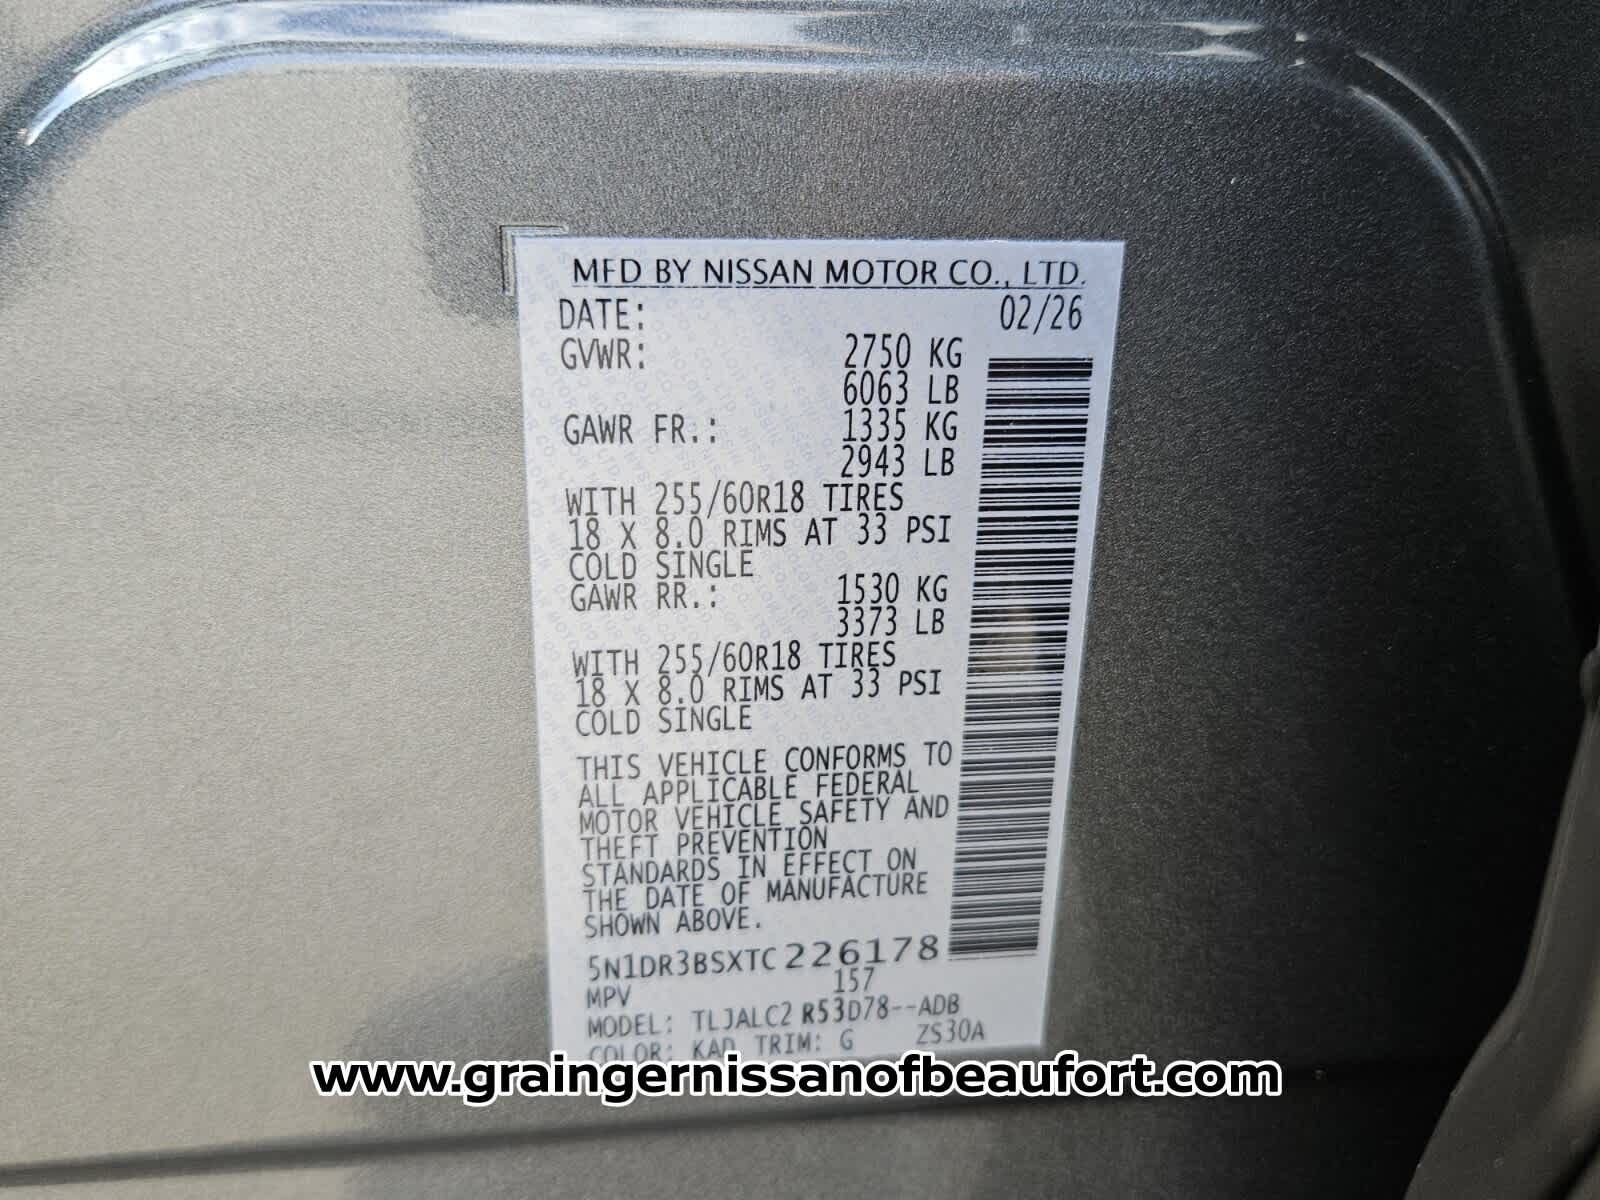 MFD BY NISSAN MOTOR CO., LTD.
DATE: 02/26
GVWR: 2750 KG
6063 LB
GAWR FR.: 1335 KG
2943 LB
WITH 255/60R18 TIRES
18 X 8.0 RIMS AT 33 PSI
COLD SINGLE
GAWR RR.: 1530 KG
3373 LB
WITH 255/60R18 TIRES
18 X 8.0 RIMS AT 33 PSI
COLD SINGLE
THIS VEHICLE CONFORMS TO
ALL APPLICABLE FEDERAL
MOTOR VEHICLE SAFETY AND
THEFT PREVENTION
STANDARDS IN EFFECT ON
THE DATE OF MANUFACTURE
SHOWN ABOVE.
5N1DR3BSXTC226178
MPV 157
MODEL: TLJALC2 R53D78--ADB
COLOR: KAD TRIM: G ZS30A
www.graingernissanofbeaufort.com